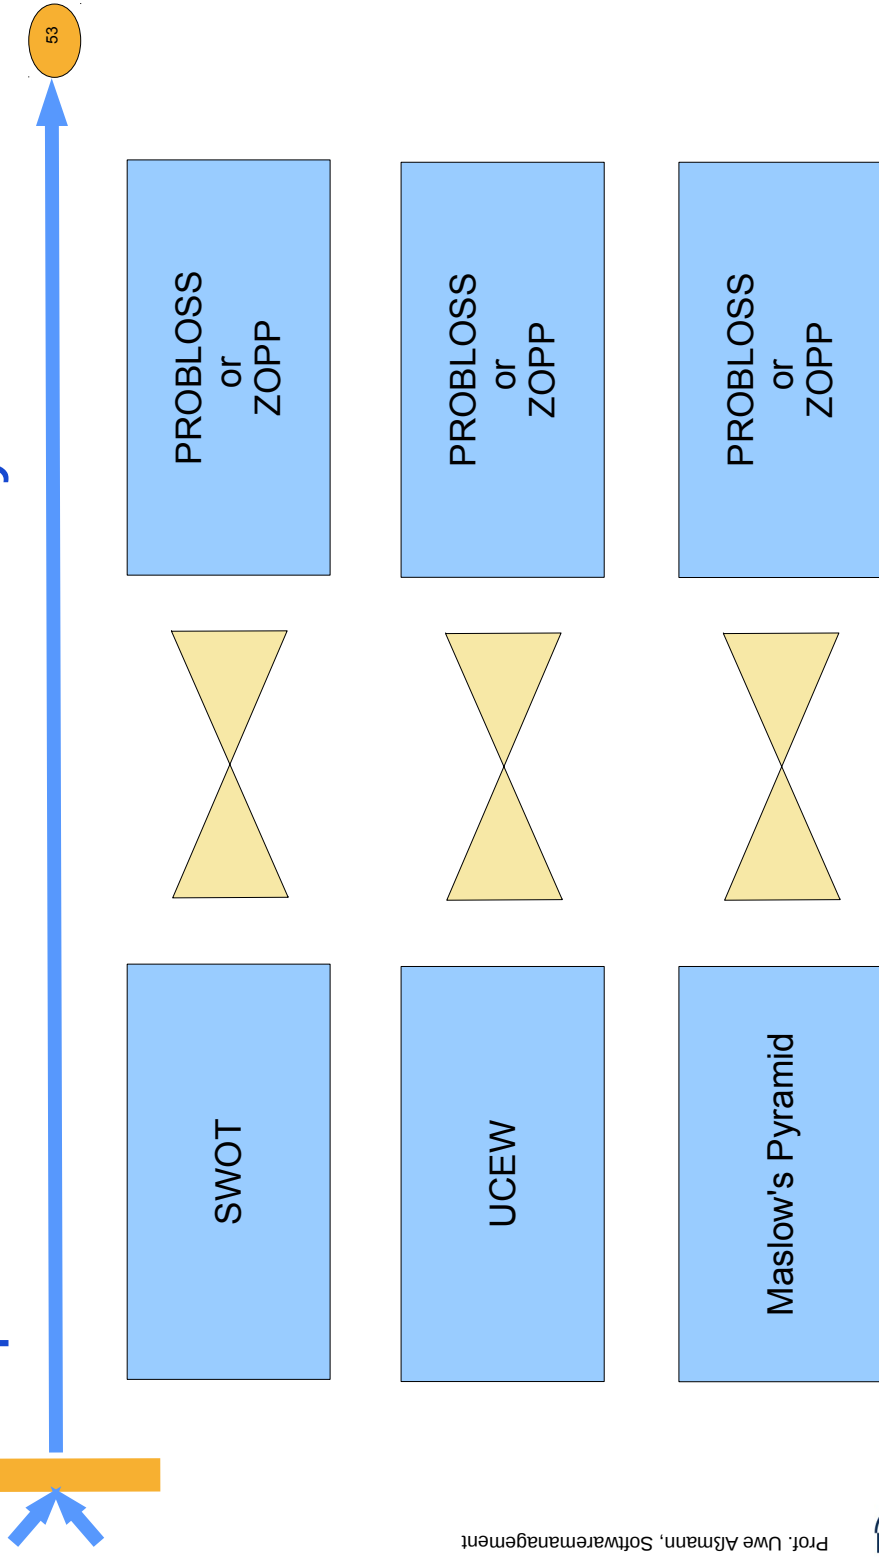 53
SWOT
PROBLOSS
or
ZOPP
UCEW
PROBLOSS
or
ZOPP
Maslow's Pyramid
PROBLOSS
or
ZOPP
Prof. Uwe Aßmann, Softwaremanagement